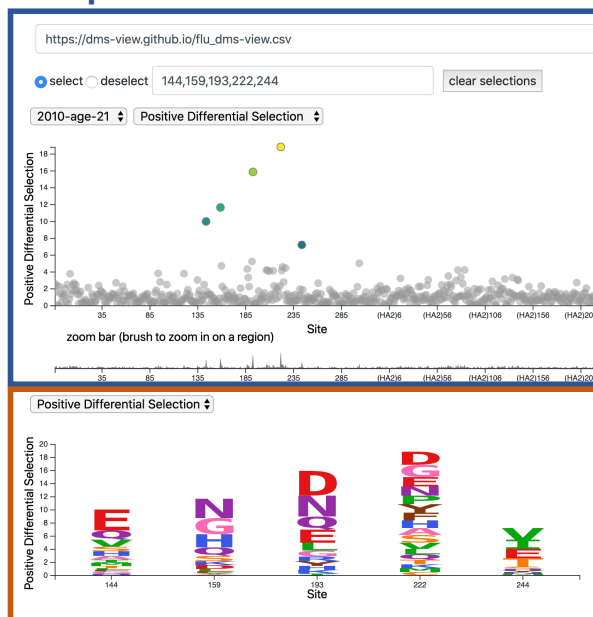 https://dms-view.github.io/flu_dms-view.csv
select deselect 144,159,193,222,244 clear selections
2010-age-21 Positive Differential Selection
Positive Differential Selection
18
16
14
12
10
8
6
4
2
0
35 85 135 185 235 285 (HA2)6 (HA2)56 (HA2)106 (HA2)156 (HA2)20
Site
zoom bar (brush to zoom in on a region)
35 85 135 185 235 285 (HA2)6 (HA2)56 (HA2)106 (HA2)156 (HA2)20
Positive Differential Selection
Positive Differential Selection
20
18
16
14
12
10
8
6
4
2
0
E Q
N G H Q
D N Q E
D G E N P Y F H A
Y E T
144 159 193 222 244
Site